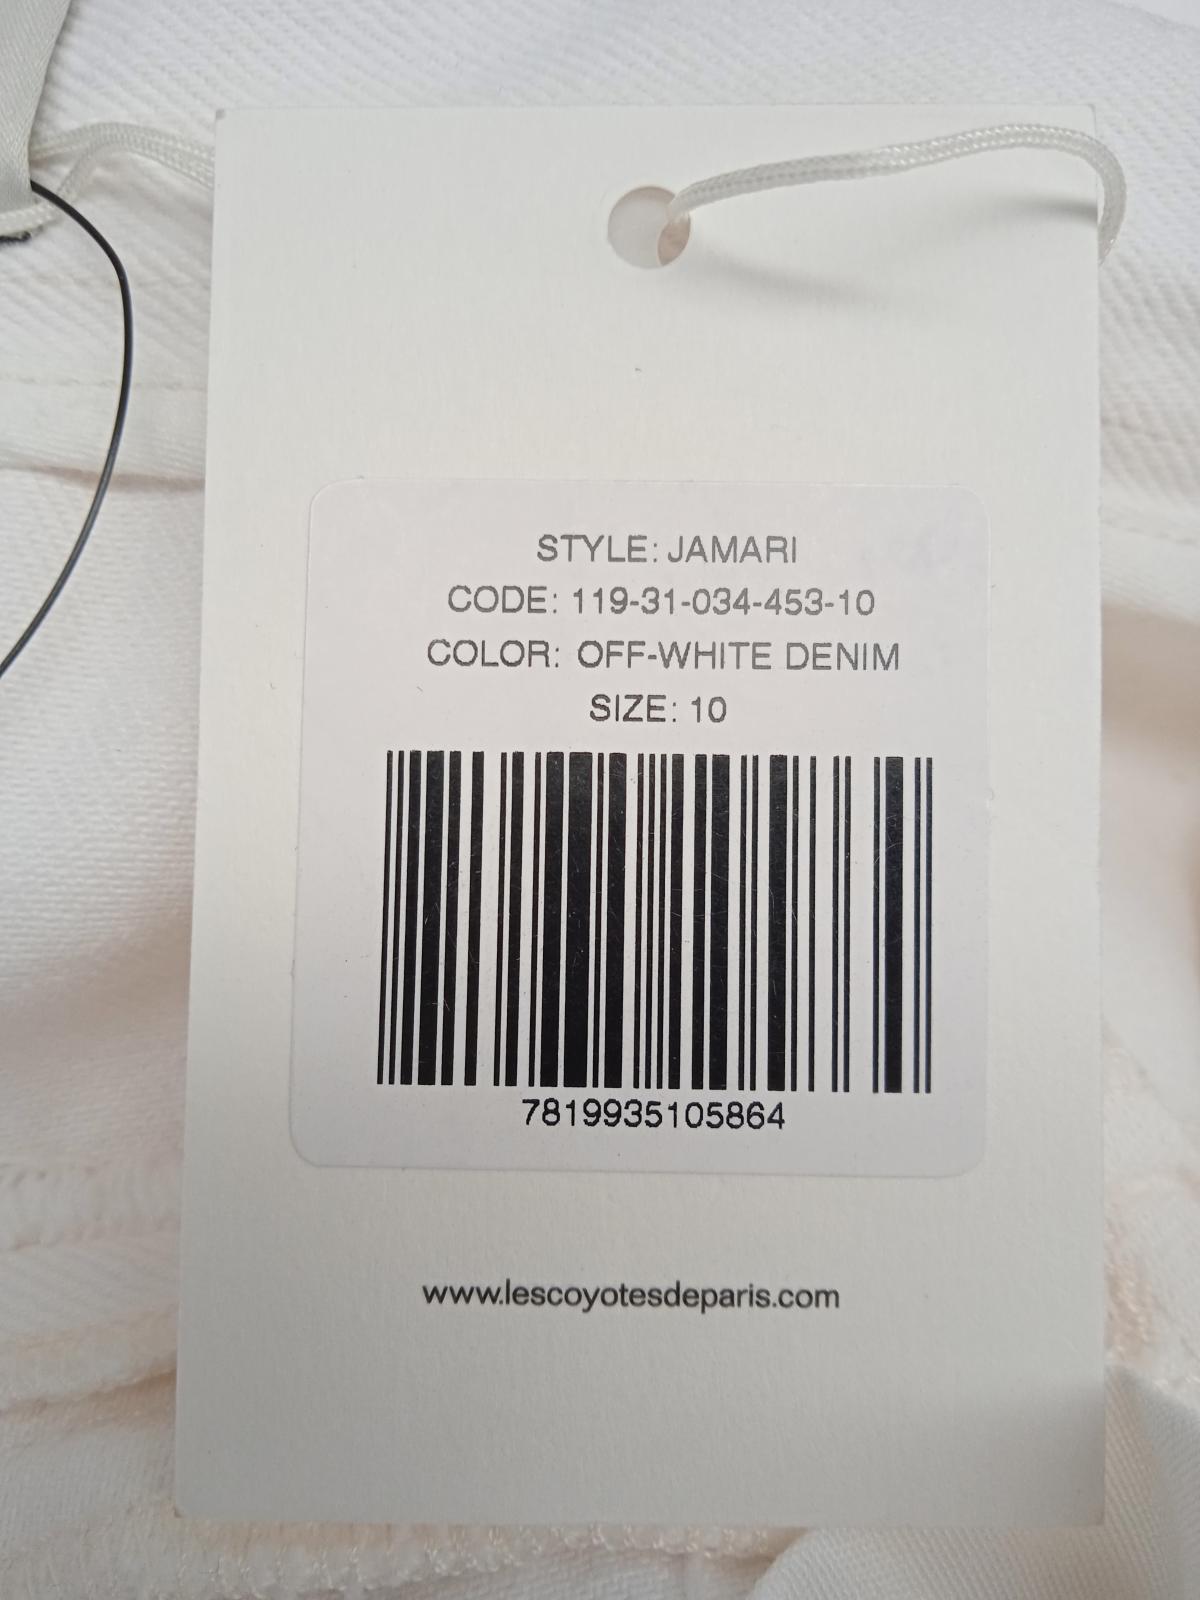 STYLE: JAMARI
CODE: 119-31-034-453-10
COLOR: OFF-WHITE DENIM
SIZE: 10
7819935105864
www.lescoyotesdeparis.com